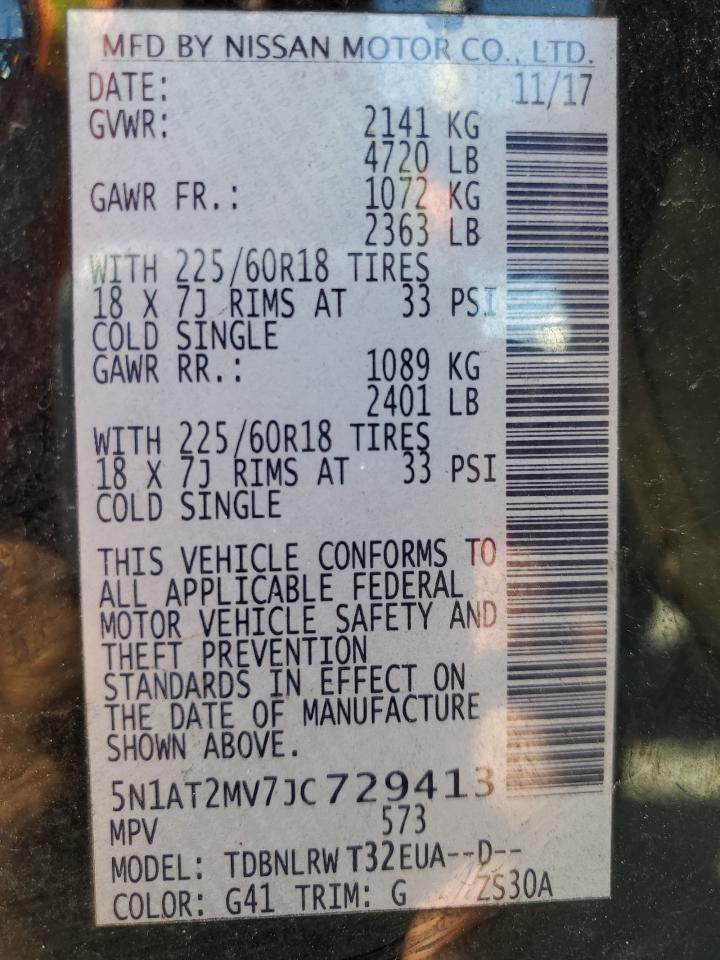 MFD BY NISSAN MOTOR CO., LTD.
DATE: 11/17
GVWR: 2141 KG
4720 LB
GAWR FR.: 1072 KG
2363 LB
WITH 225/60R18 TIRES
18 X 7J RIMS AT 33 PSI
COLD SINGLE
GAWR RR.: 1089 KG
2401 LB
WITH 225/60R18 TIRES
18 X 7J RIMS AT 33 PSI
COLD SINGLE
THIS VEHICLE CONFORMS TO
ALL APPLICABLE FEDERAL
MOTOR VEHICLE SAFETY AND
THEFT PREVENTION
STANDARDS IN EFFECT ON
THE DATE OF MANUFACTURE
SHOWN ABOVE.
5N1AT2MV7JC729413
MPV 573
MODEL: TDBNLRWT32EUA--D--
COLOR: G41 TRIM: G ZS30A